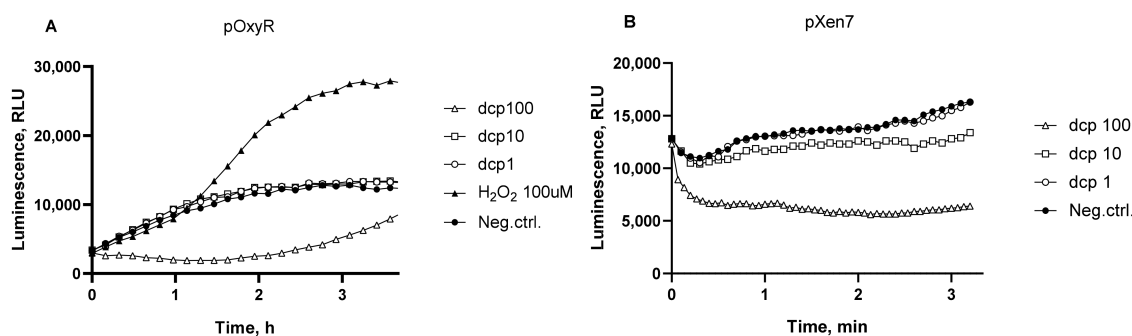 A
pOxyR
Luminescence, RLU
30,000
20,000
10,000
0
0
1
2
3
Time, h
dcp100
dcp10
dcp1
H₂O₂ 100uM
Neg.ctrl.
B
pXen7
Luminescence, RLU
20,000
15,000
10,000
5,000
0
0
1
2
3
Time, min
dcp 100
dcp 10
dcp 1
Neg.ctrl.